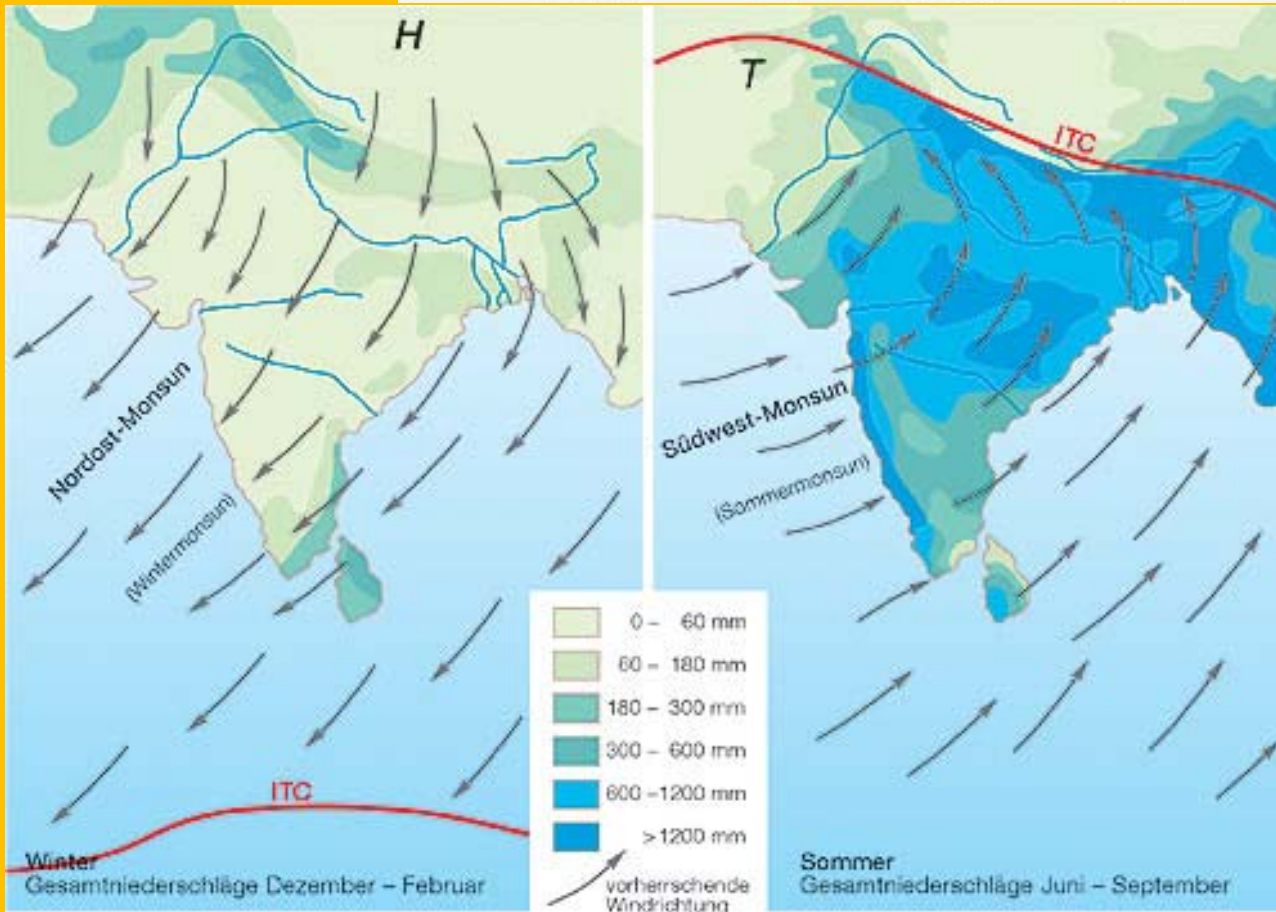 H
Nordost-Monsun
(Wintermonsun)
ITC
Winter
Gesamtniederschläge Dezember – Februar
T
ITC
Südwest-Monsun
(Sommermonsun)
0 – 60 mm
60 – 180 mm
180 – 300 mm
300 – 600 mm
600 –1200 mm
>1200 mm
vorherrschende
Windrichtung
Sommer
Gesamtniederschläge Juni – September